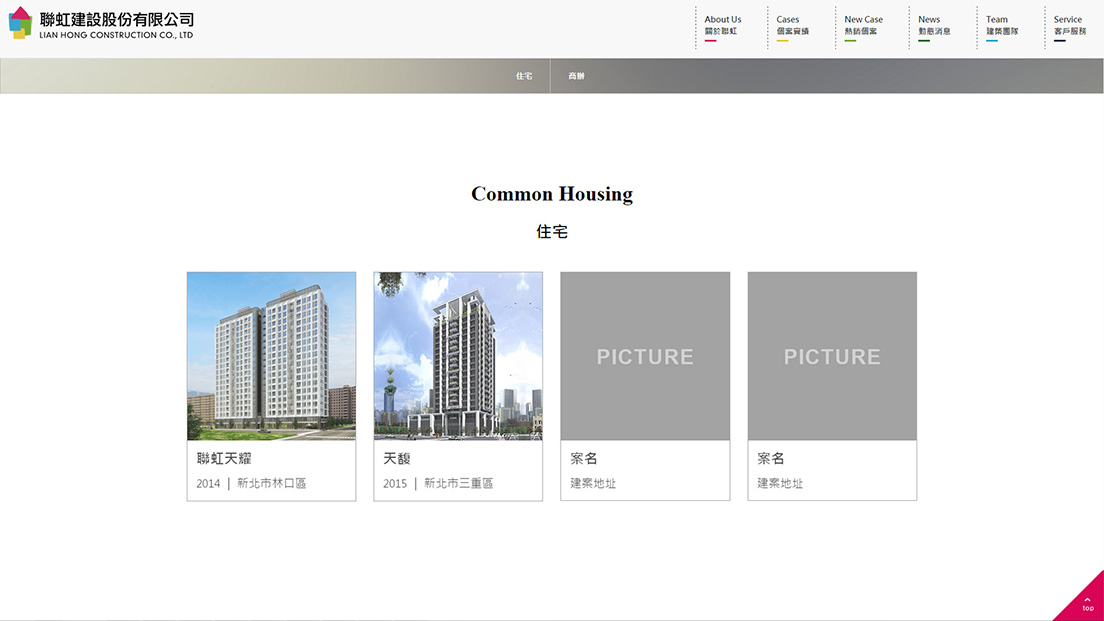 聯虹建設股份有限公司
LIAN HONG CONSTRUCTION CO., LTD
About Us
關於聯虹
Cases
個案實績
New Case
熱銷個案
News
動態消息
Team
建築團隊
Service
客戶服務
住宅
商辦
Common Housing
住宅
PICTURE
PICTURE
聯虹天耀
2014 | 新北市林口區
天馥
2015 | 新北市三重區
案名
建案地址
案名
建案地址
top